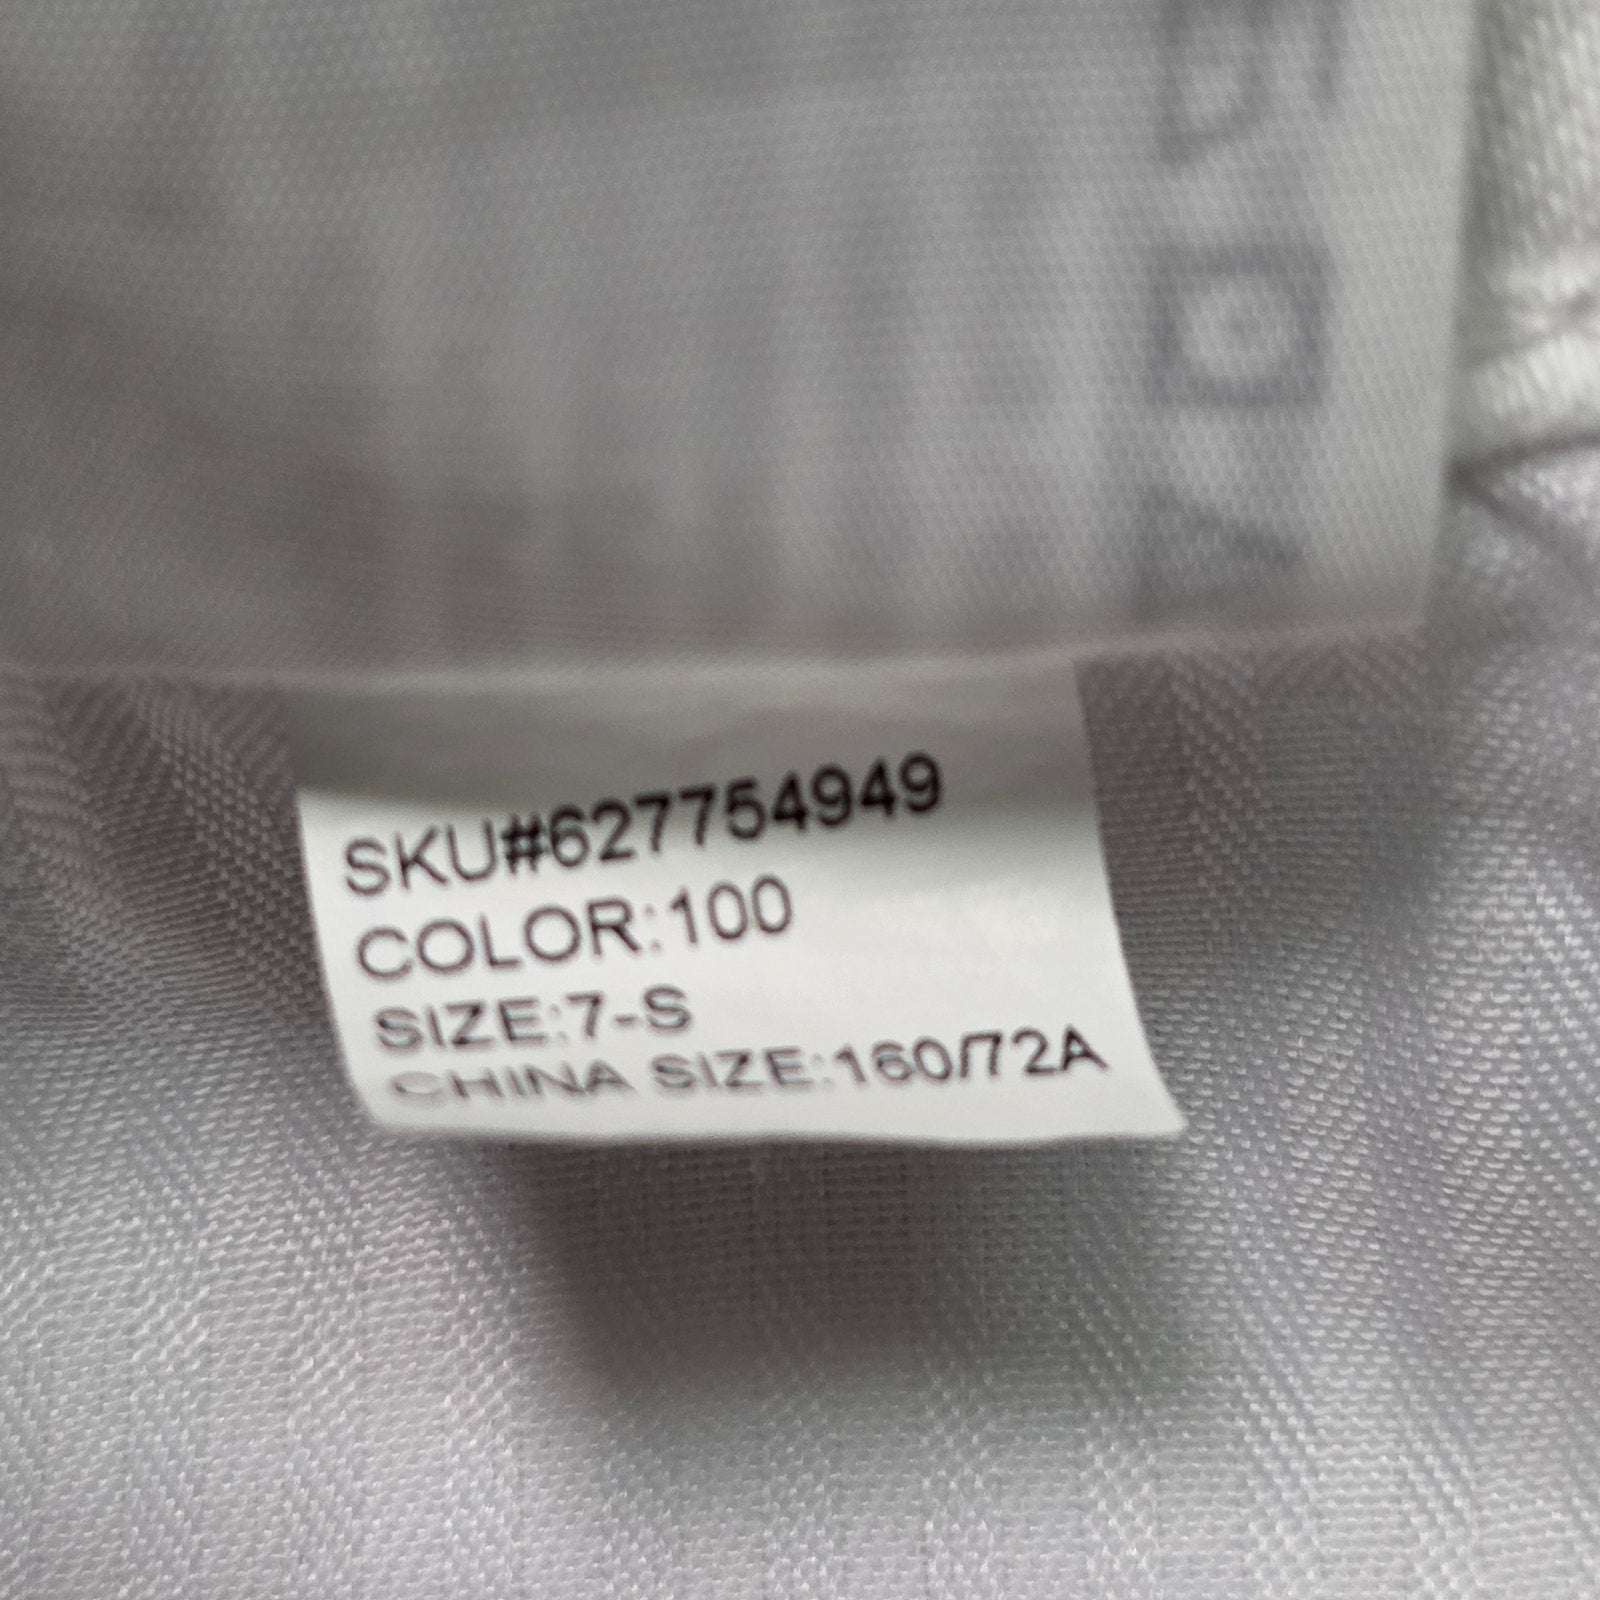 SKU#627754949
COLOR:100
SIZE:7-S
CHINA SIZE:160/72A